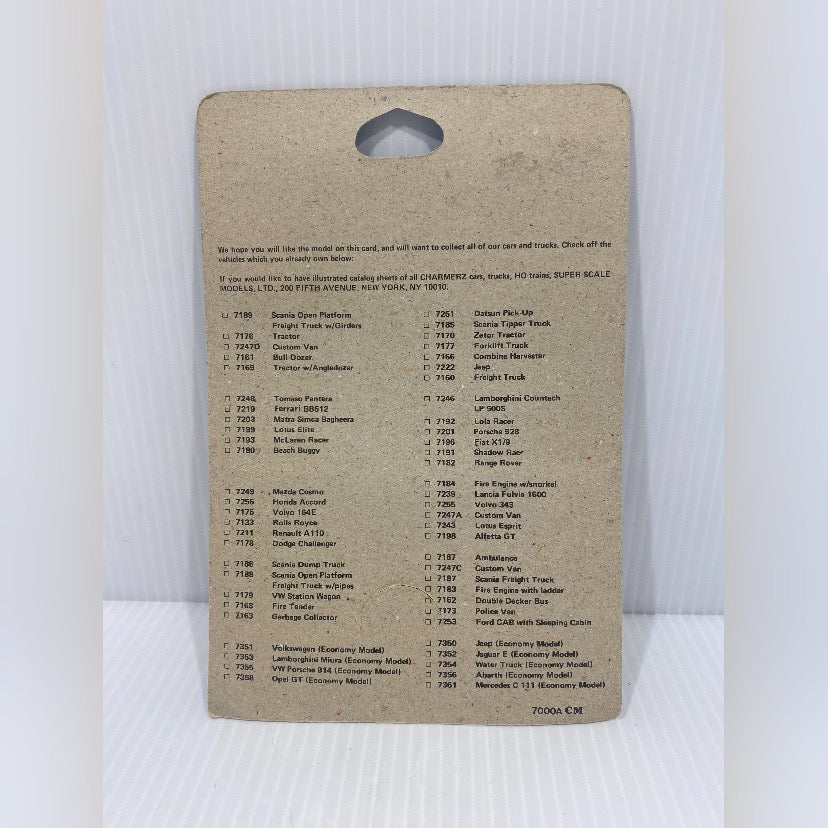 We hope you will like the model on this card, and will want to collect all of our cars and trucks. Check off the
vehicles which you already own below:
If you would like to have illustrated catalog sheets of all CHARMERZ cars, trucks, HO trains, SUPER SCALE
MODELS, LTD., 200 FIFTH AVENUE, NEW YORK, NY 10010.
7189 Scania Open Platform
Freight Truck w/Girders
7176 Tractor
7247D Custom Van
7161 Bull Dozer
7169 Tractor w/Angledozer
7248 Tomaso Pantera
7219 Ferrari BB512
7203 Matra Simca Bagheera
7199 Lotus Elite
7193 McLaren Racer
7180 Beach Buggy
7249 Mazda Cosmo
7256 Honda Accord
7175 Volvo 164E
7133 Rolls Royce
7211 Renault A110
7178 Dodge Challenger
7186 Scania Dump Truck
7188 Scania Open Platform
Freight Truck w/pipes
7179 VW Station Wagon
7168 Fire Tender
7163 Garbage Collector
7351 Volkswagen (Economy Model)
7353 Lamborghini Miura (Economy Model)
7355 VW Porsche 914 (Economy Model)
7358 Opel GT (Economy Model)
7251 Datsun Pick-Up
7185 Scania Tipper Truck
7170 Zetor Tractor
7177 Forklift Truck
7166 Combine Harvester
7222 Jeep
7160 Freight Truck
7246 Lamborghini Countach
LP 500S
7192 Lola Racer
7201 Porsche 928
7196 Fiat X1/9
7191 Shadow Racer
7182 Range Rover
7184 Fire Engine w/snorkel
7239 Lancia Fulvia 1600
7255 Volvo 343
7247A Custom Van
7243 Lotus Esprit
7198 Alfetta GT
7167 Ambulance
7247C Custom Van
7187 Scania Freight Truck
7183 Fire Engine with ladder
7162 Double Decker Bus
7173 Police Van
7253 Ford CAB with Sleeping Cabin
7350 Jeep (Economy Model)
7352 Jaguar E (Economy Model)
7354 Water Truck (Economy Model)
7356 Abarth (Economy Model)
7361 Mercedes C 111 (Economy Model)
7000A CM